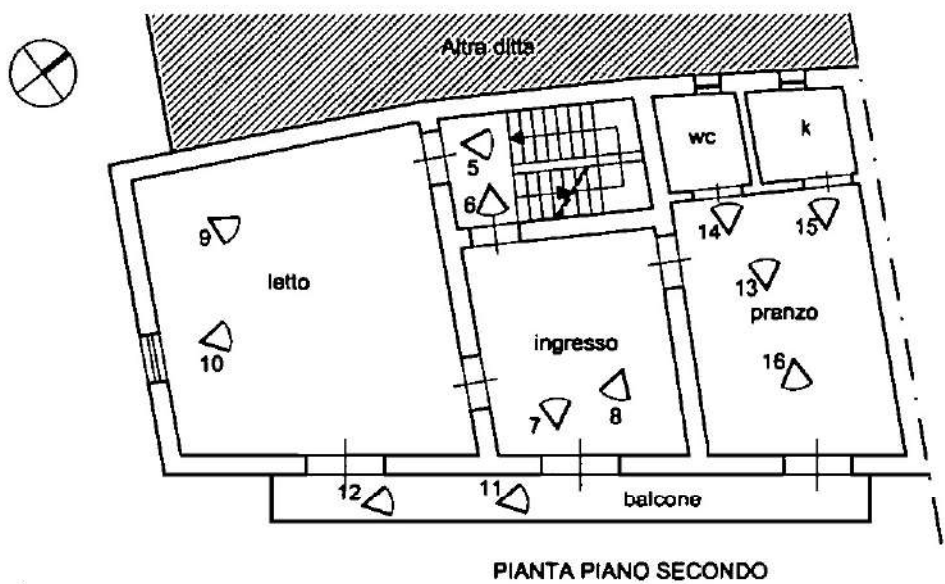 Altra ditta
wc
k
5
6
14
15
9
13
letto
pranzo
ingresso
10
16
7
8
12
11
balcone
PIANTA PIANO SECONDO